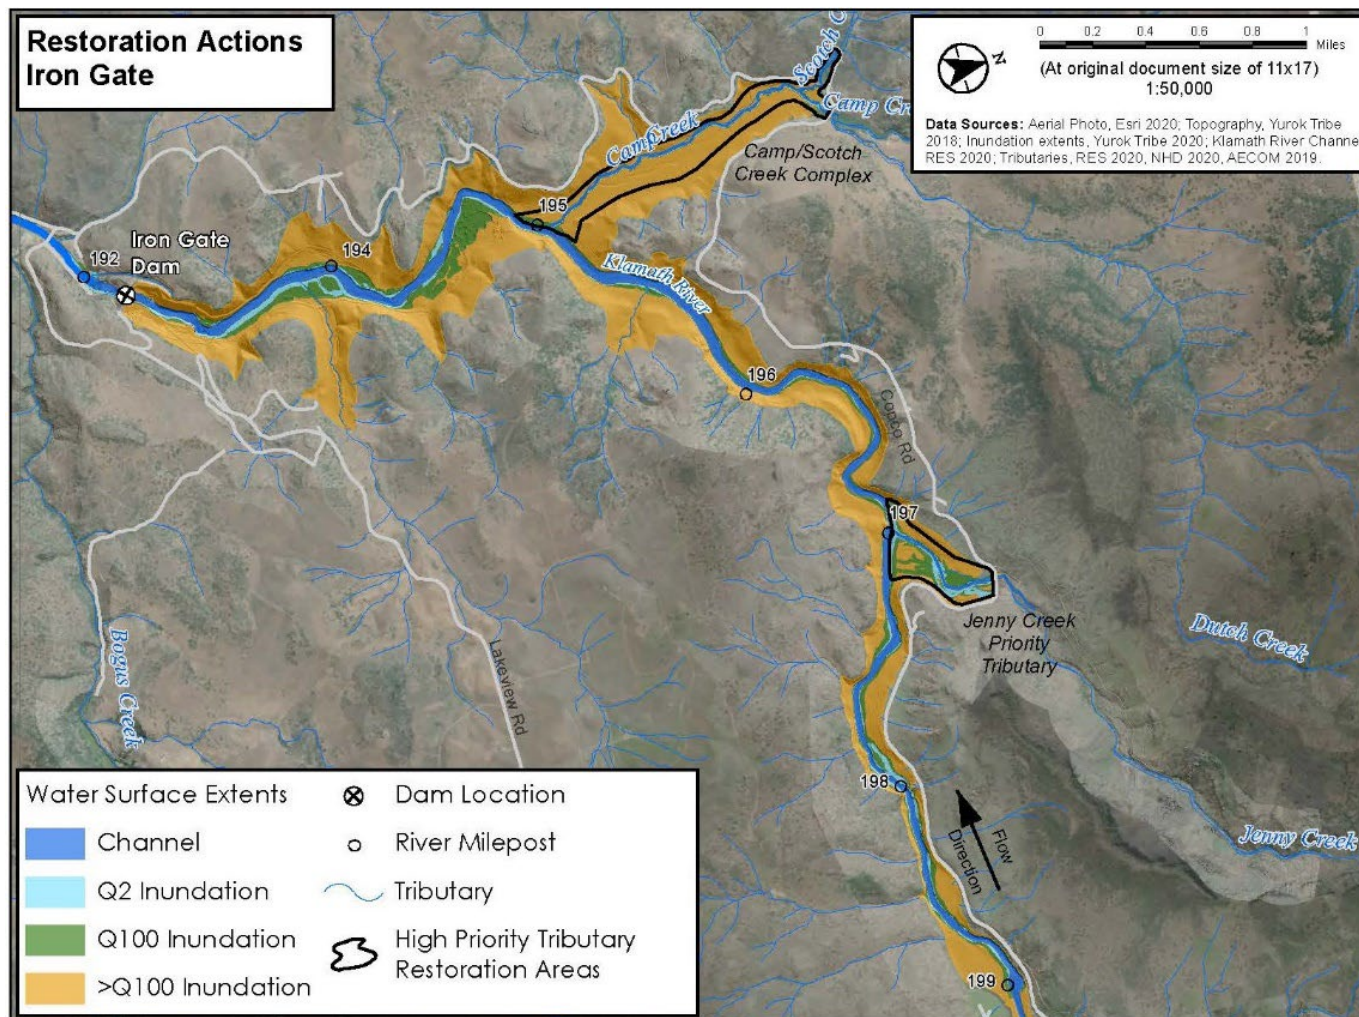 Restoration Actions
Iron Gate
0 0.2 0.4 0.6 0.8 1
Miles
(At original document size of 11x17)
1:50,000
N
Data Sources: Aerial Photo, Esri 2020; Topography, Yurok Tribe
2018; Inundation extents, Yurok Tribe 2020; Klamath River Channe
RES 2020; Tributaries, RES 2020, NHD 2020, AECOM 2019.
Scotch C
Camp Cre
CampCreek
Camp/Scotch
Creek Complex
195
Iron Gate
Dam
194
192
Klamath River
196
Copco Rd
197
Jenny Creek
Priority
Tributary
Dutch Creek
Bogus Creek
Lakeview Rd
198
Flow
Direction
Jenny Creek
199
Water Surface Extents
Channel
Q2 Inundation
Q100 Inundation
>Q100 Inundation
Dam Location
River Milepost
Tributary
High Priority Tributary
Restoration Areas